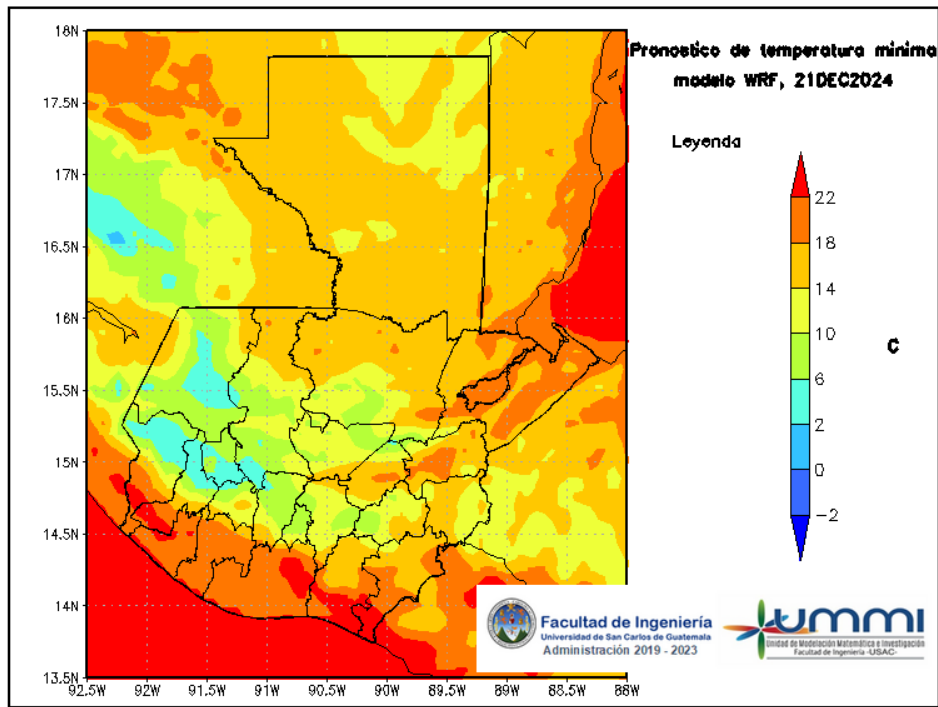 Pronostico de temperatura minima
modelo WRF, 21DEC2024
Leyenda
22
18
14
10
6
2
0
-2
C
18N
17.5N
17N
16.5N
16N
15.5N
15N
14.5N
14N
13.5N
92.5W
92W
91.5W
91W
90.5W
90W
89.5W
89W
88.5W
88W
Facultad de Ingeniería
Universidad de San Carlos de Guatemala
Administración 2019 - 2023
UMMI
Unidad de Modelación Matemática e Investigación
Facultad de Ingeniería -USAC-